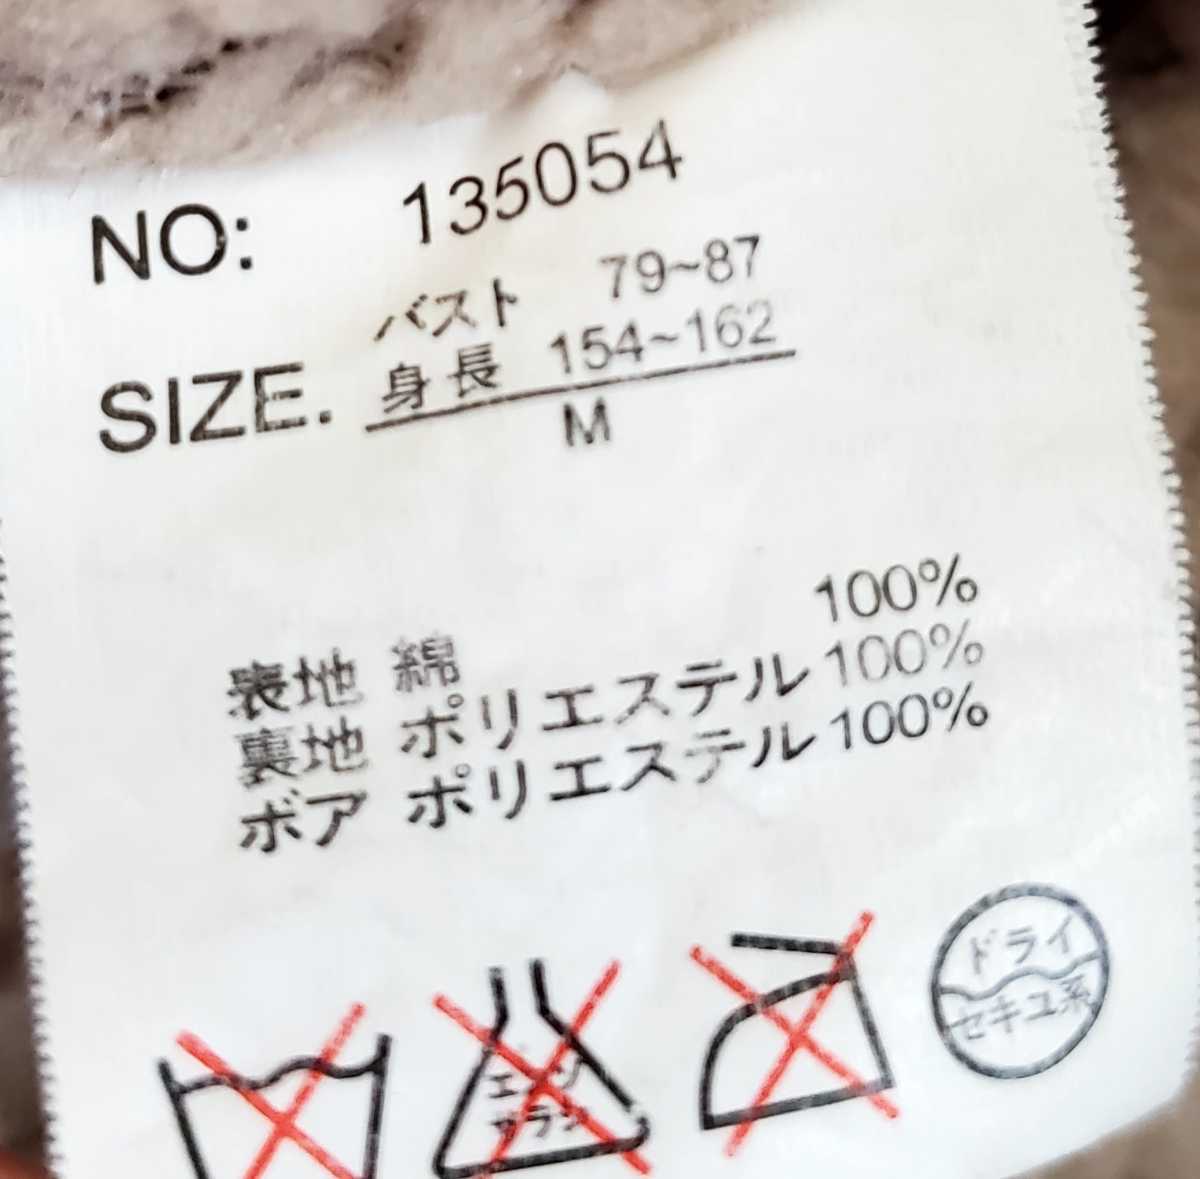 NO: 135054
バスト 79~87
SIZE. 身長 154~162
M
表地 綿 100%
裏地 ポリエステル 100%
ボア ポリエステル 100%
ドライ
セキユ系